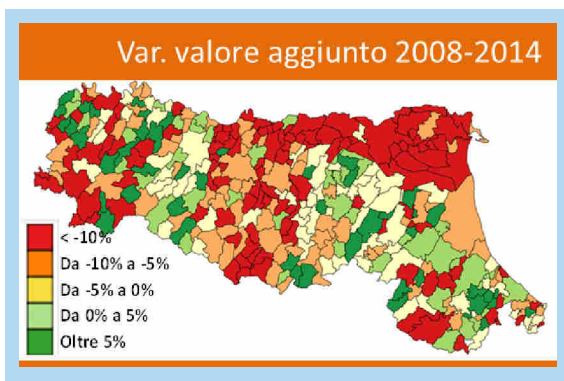 Var. valore aggiunto 2008-2014
< -10%
Da -10% a -5%
Da -5% a 0%
Da 0% a 5%
Oltre 5%